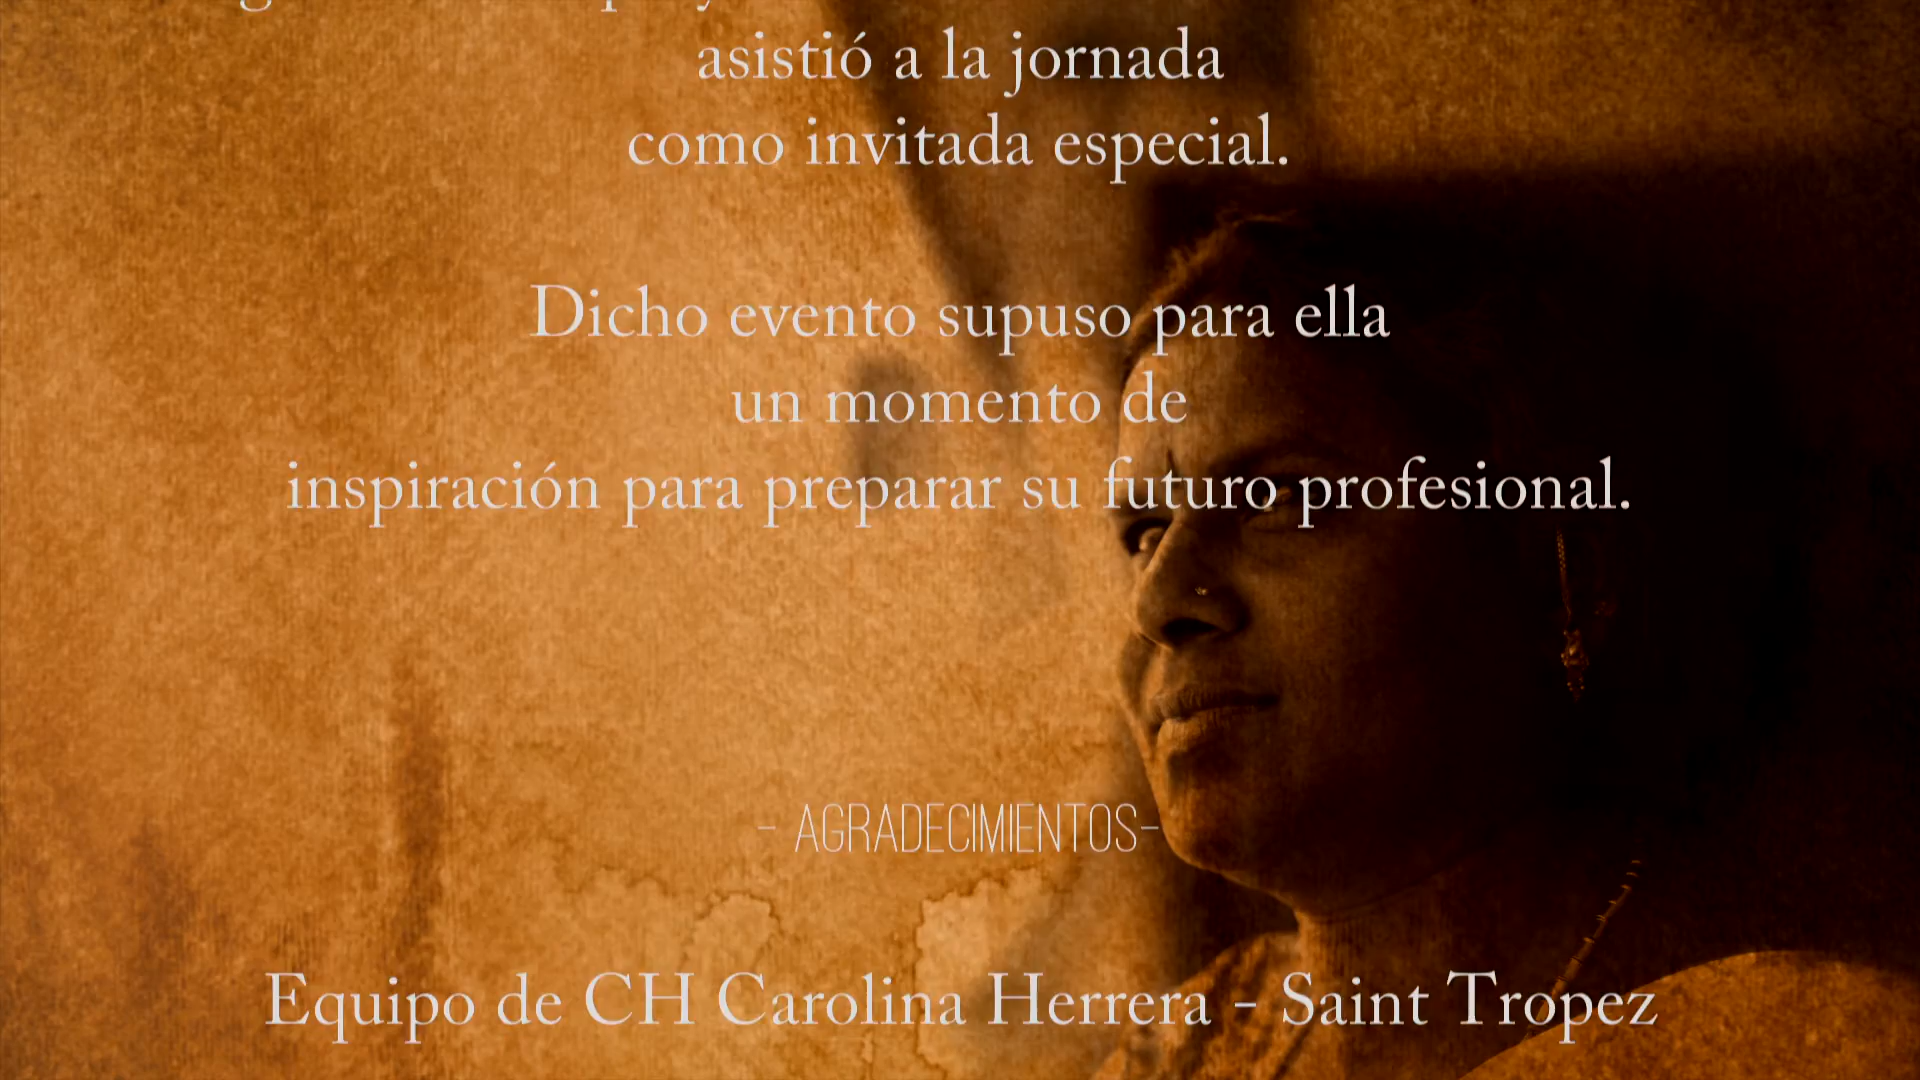 asistió a la jornada
como invitada especial.
Dicho evento supuso para ella
un momento de
inspiración para preparar su futuro profesional.
- AGRADECIMIENTOS-
Equipo de CH Carolina Herrera - Saint Tropez